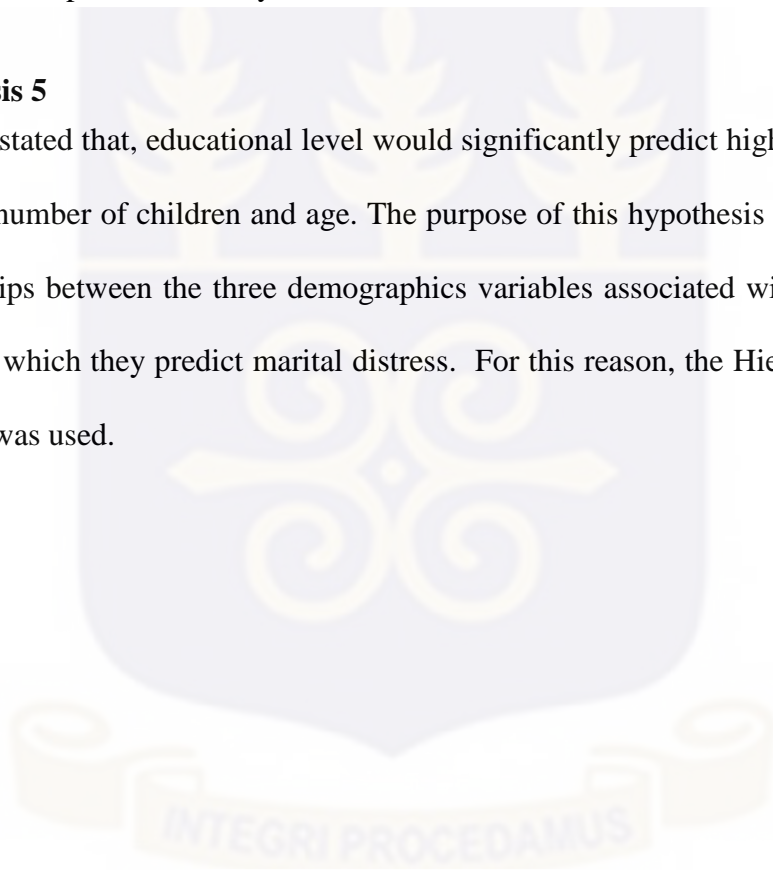 sis 5
stated that, educational level would significantly predict high
number of children and age. The purpose of this hypothesis
ips between the three demographics variables associated wi
which they predict marital distress. For this reason, the Hie
was used.
INTEGRI PROCEDAMUS